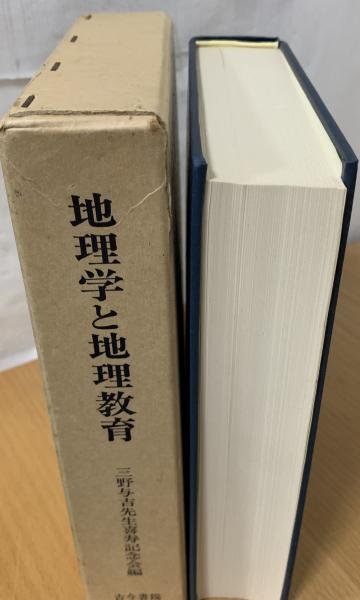 地理学と地理教育
三野与吉先生喜寿記念会編
古今書院